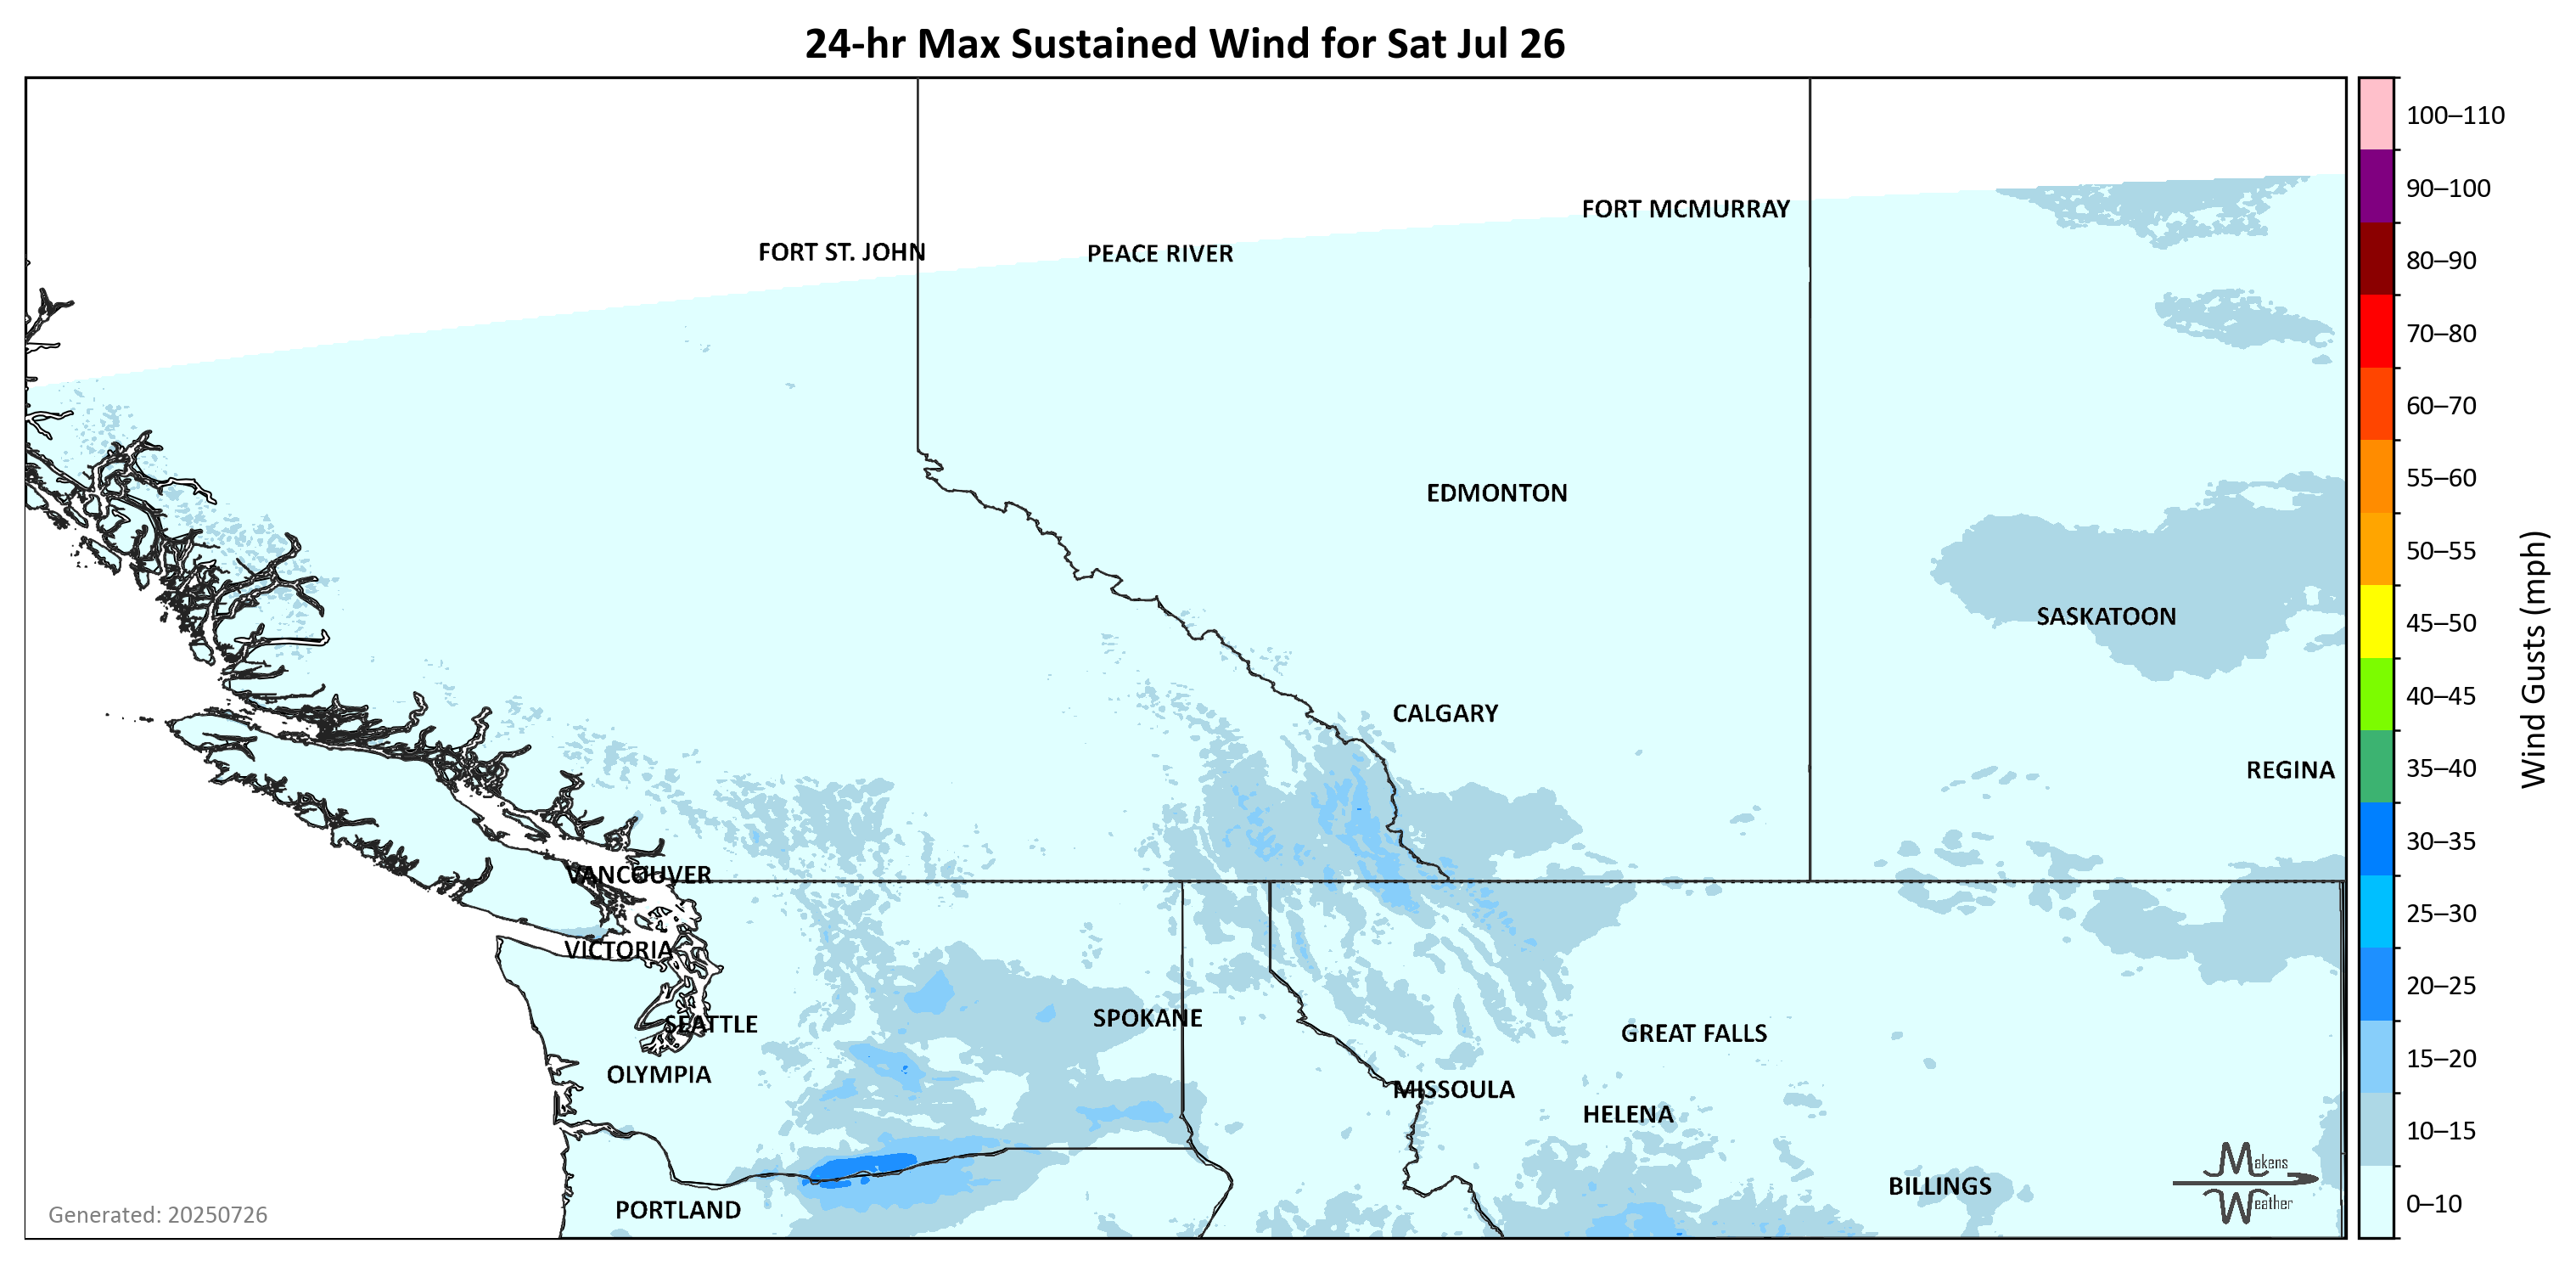 24-hr Max Sustained Wind for Sat Jul 26
100–110
90–100
80–90
70–80
60–70
55–60
50–55
45–50
40–45
35–40
30–35
25–30
20–25
15–20
10–15
0–10
Wind Gusts (mph)
FORT MCMURRAY
FORT ST. JOHN
PEACE RIVER
EDMONTON
SASKATOON
CALGARY
REGINA
VANCOUVER
VICTORIA
SEATTLE
SPOKANE
GREAT FALLS
OLYMPIA
MISSOULA
HELENA
BILLINGS
PORTLAND
Makens
Weather
Generated: 20250726